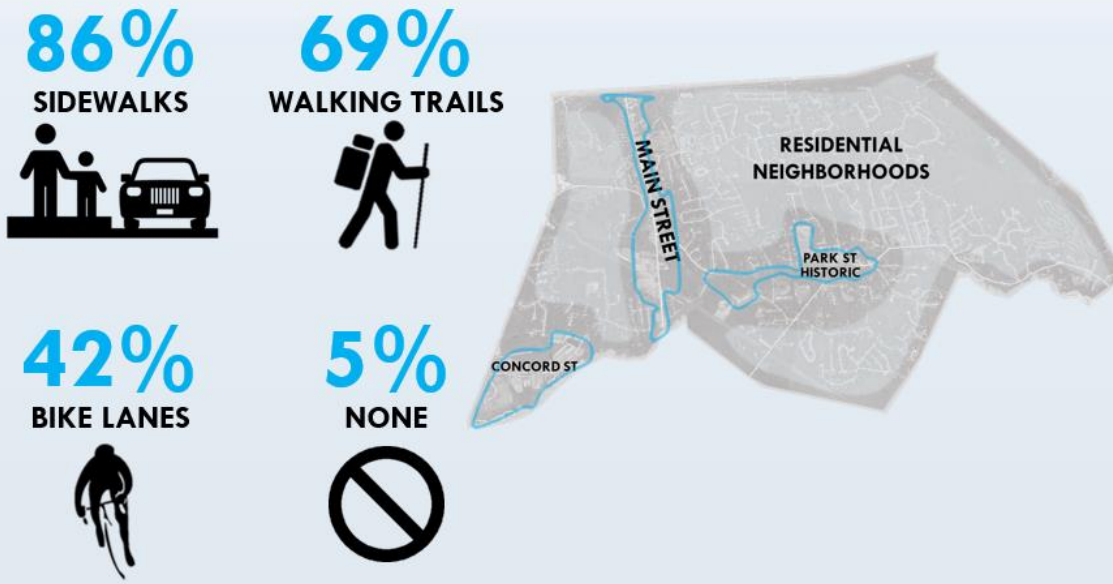 86%
SIDEWALKS
69%
WALKING TRAILS
42%
BIKE LANES
5%
NONE
MAIN STREET
RESIDENTIAL
NEIGHBORHOODS
PARK ST
HISTORIC
CONCORD ST